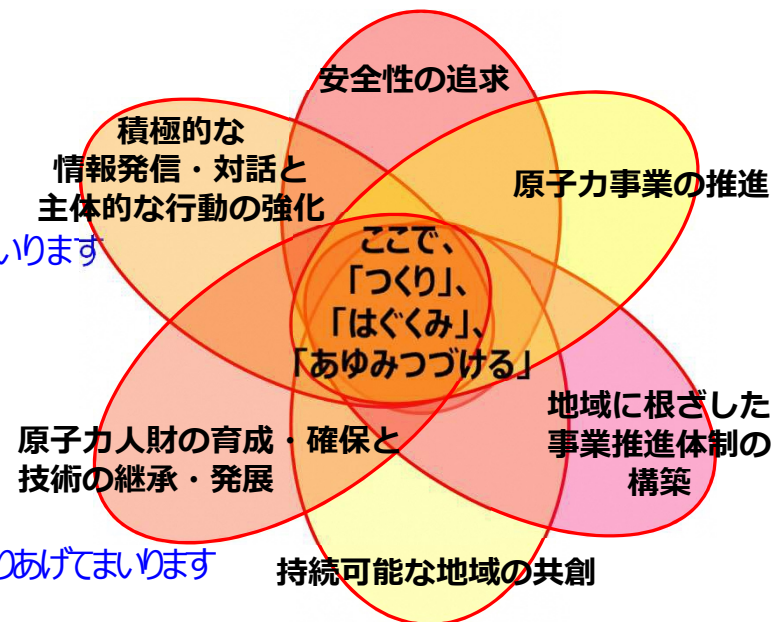 安全性の追求
積極的な
情報発信・対話と
主体的な行動の強化
原子力事業の推進
いります
ここで、
「つくり」、
「はぐくみ」、
「あゆみつづける」
地域に根ざした
事業推進体制の
構築
原子力人財の育成・確保と
技術の継承・発展
りあげてまいります
持続可能な地域の共創